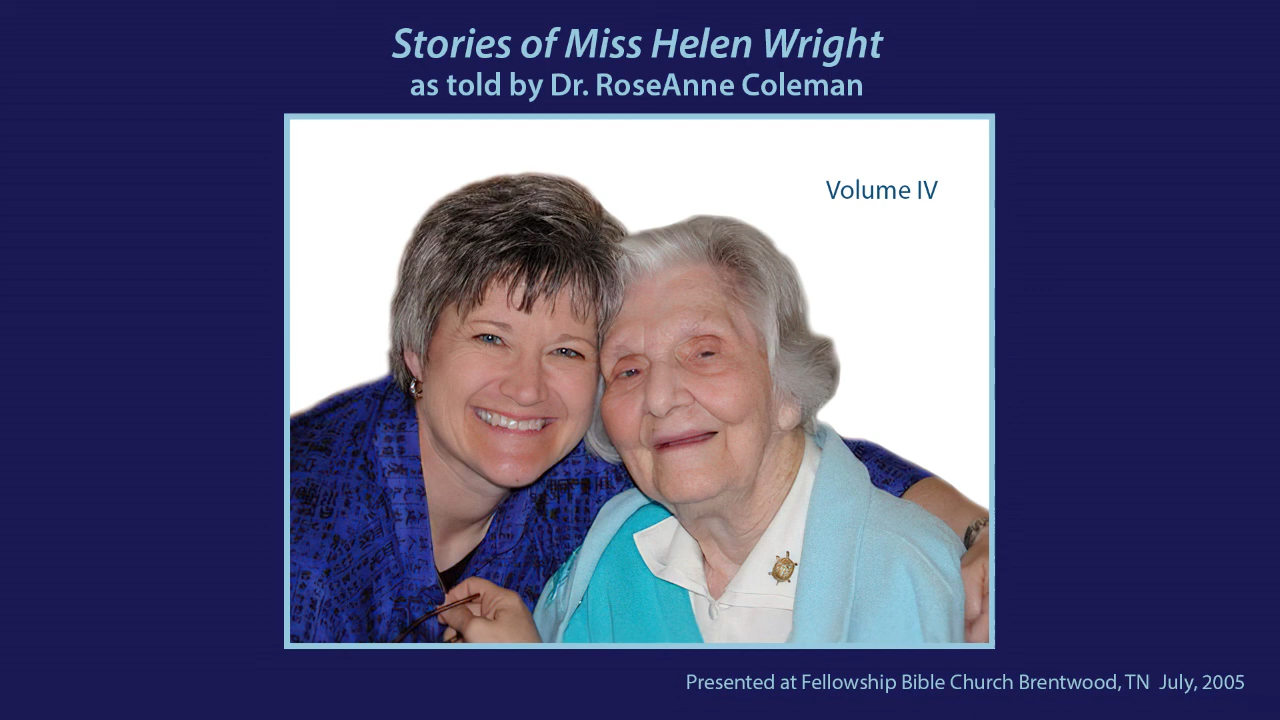 Stories of Miss Helen Wright
as told by Dr. RoseAnne Coleman
Volume IV
Presented at Fellowship Bible Church Brentwood, TN July, 2005